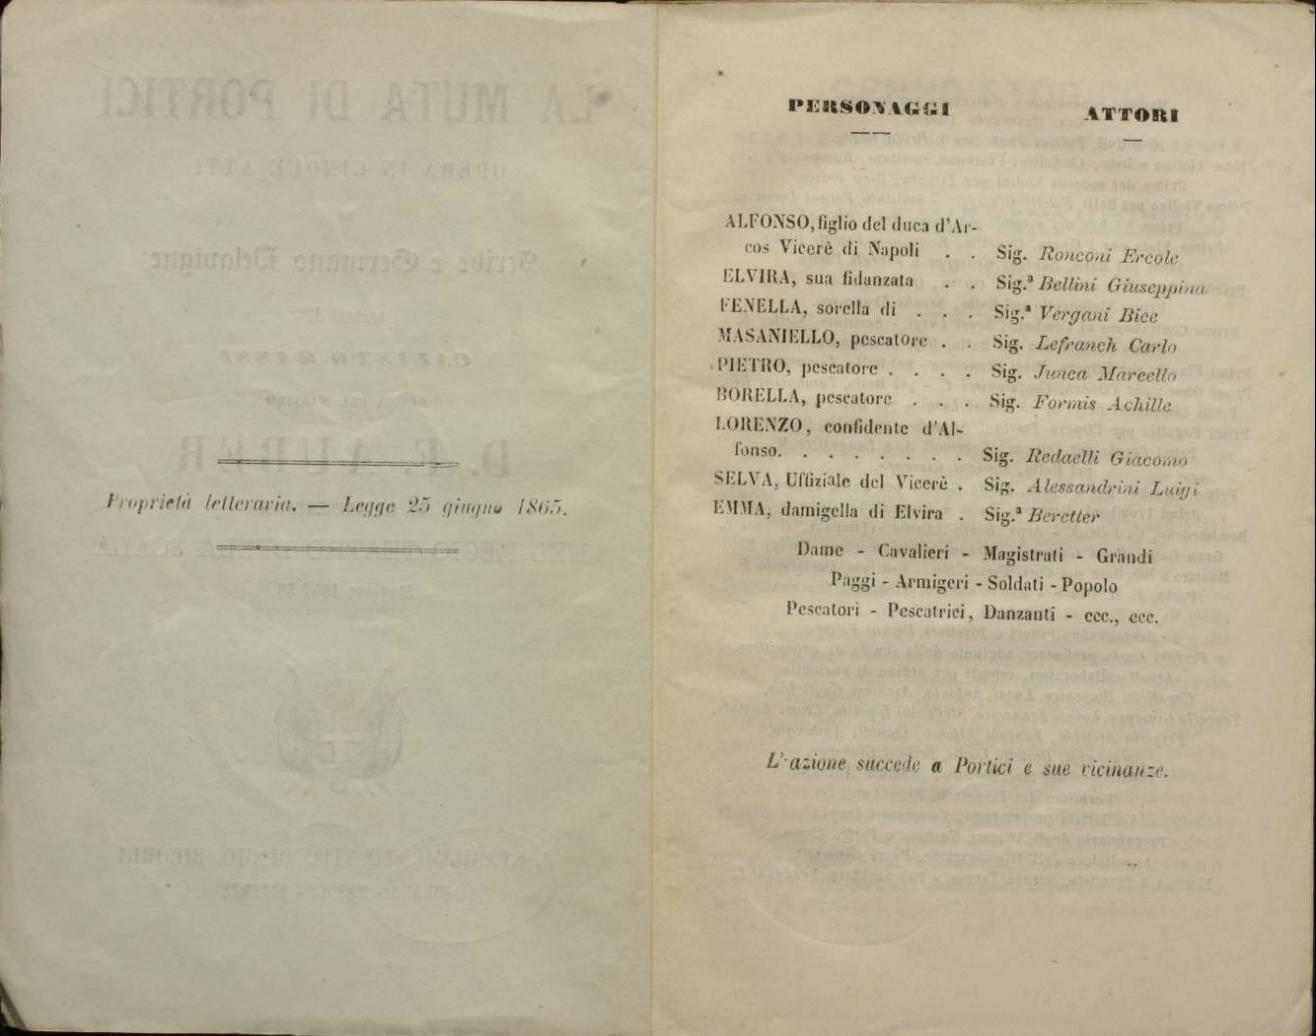 Proprietà letteraria. — Legge 25 giugno 1865.
PERSONAGGI ATTORI
ALFONSO, figlio del duca d'Ar-
cos Vicerè di Napoli . . Sig. Ronconi Ercole
ELVIRA, sua fidanzata . . Sig.ª Bellini Giuseppina
FENELLA, sorella di . . . Sig.ª Vergani Bice
MASANIELLO, pescatore . . Sig. Lefranch Carlo
PIETRO, pescatore . . . . Sig. Junca Marcello
BORELLA, pescatore . . . Sig. Formis Achille
LORENZO, confidente d'Al-
fonso. . . . . . . . Sig. Redaelli Giacomo
SELVA, Uffiziale del Vicerè . Sig. Alessandrini Luigi
EMMA, damigella di Elvira . Sig.ª Beretter
Dame - Cavalieri - Magistrati - Grandi
Paggi - Armigeri - Soldati - Popolo
Pescatori - Pescatrici, Danzanti - ecc., ecc.
L'azione succede a Portici e sue vicinanze.